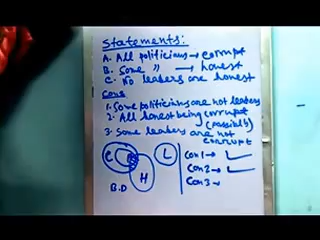 Statements:
A. All politicians → corrupt
B. Some " → honest
C. No leaders are honest
cons
1. Some politicians are not leaders
2. All honest being corrupt
(possibly)
3. Some leaders are not
corrupt
C
H
L
B.D
Con 1 →
Con 2 →
Con 3 →